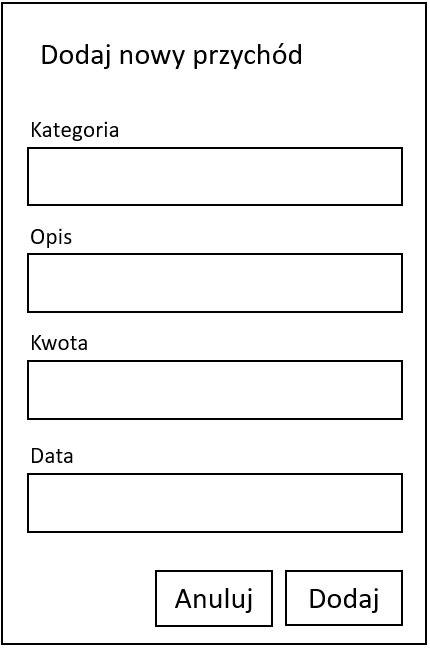 Dodaj nowy przychód
Kategoria
Opis
Kwota
Data
Anuluj Dodaj